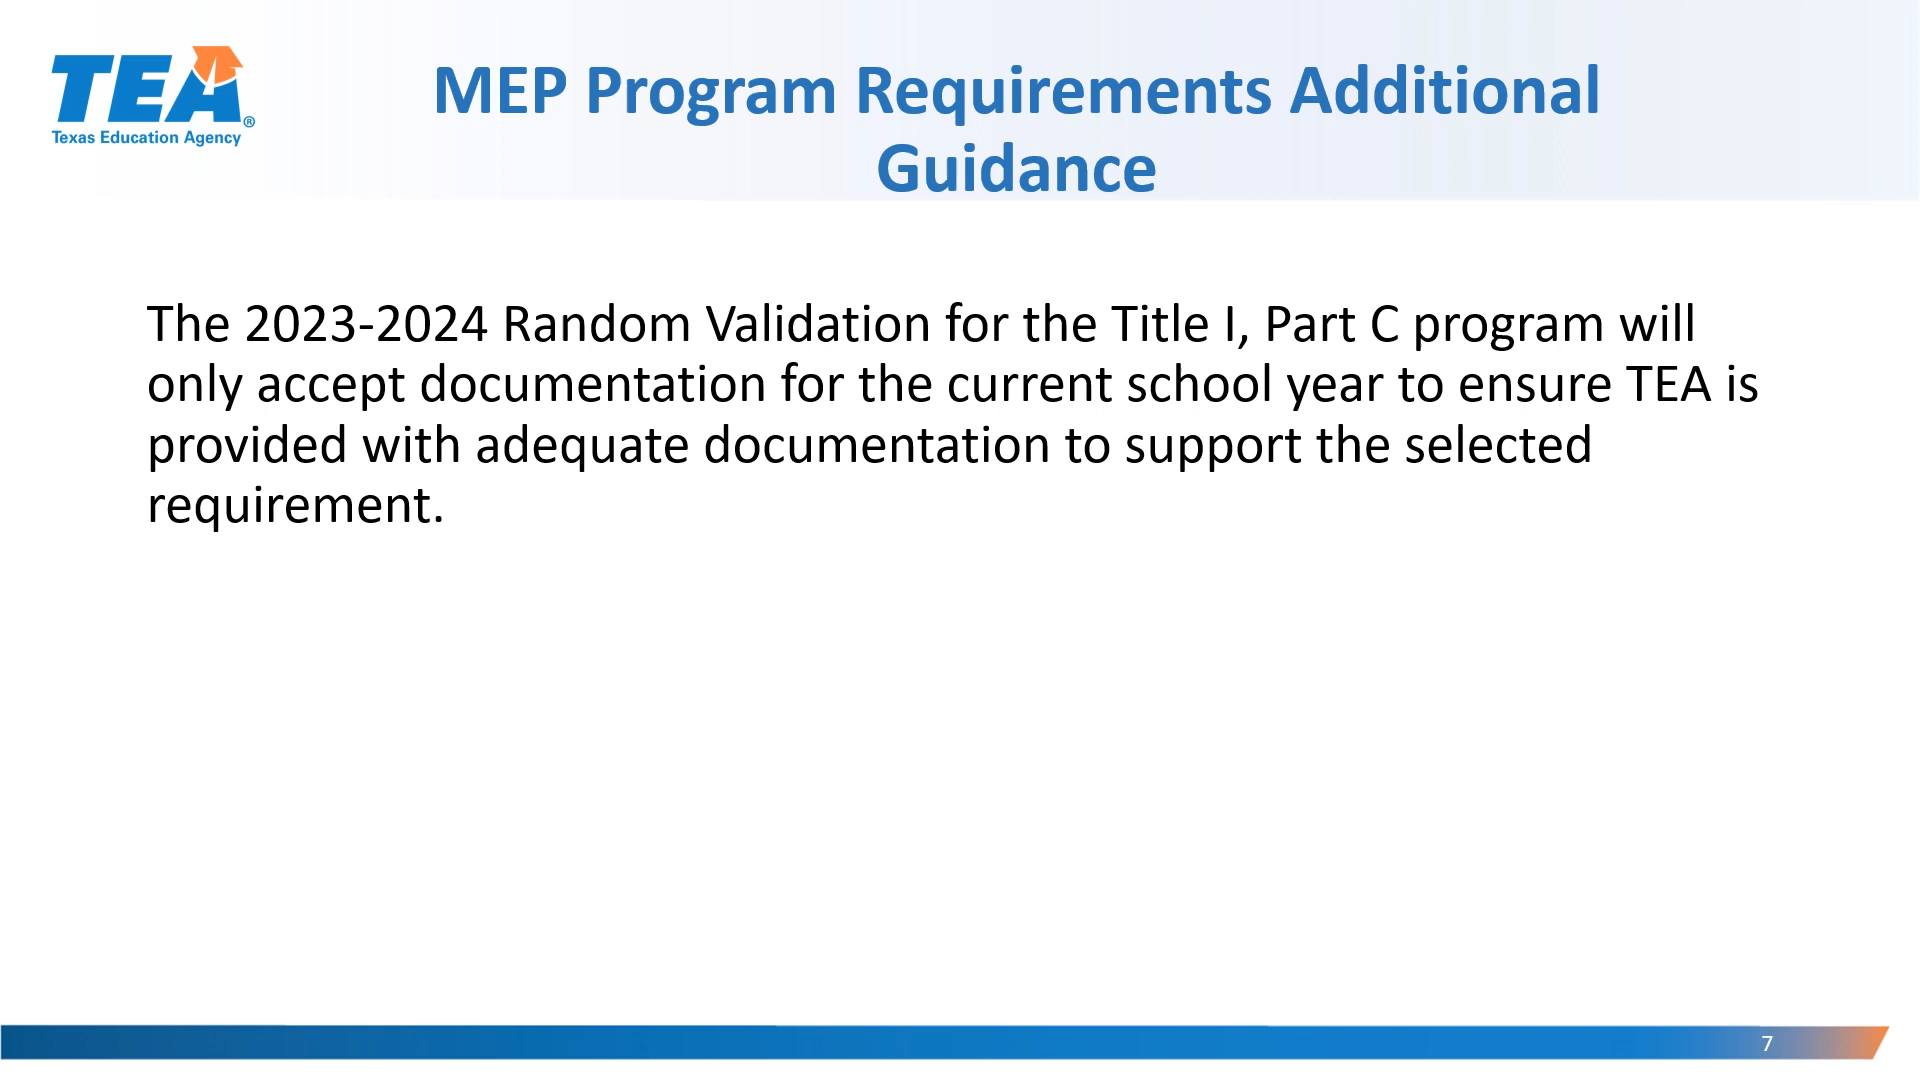 TEA®
Texas Education Agency
MEP Program Requirements Additional
Guidance
The 2023-2024 Random Validation for the Title I, Part C program will
only accept documentation for the current school year to ensure TEA is
provided with adequate documentation to support the selected
requirement.
7